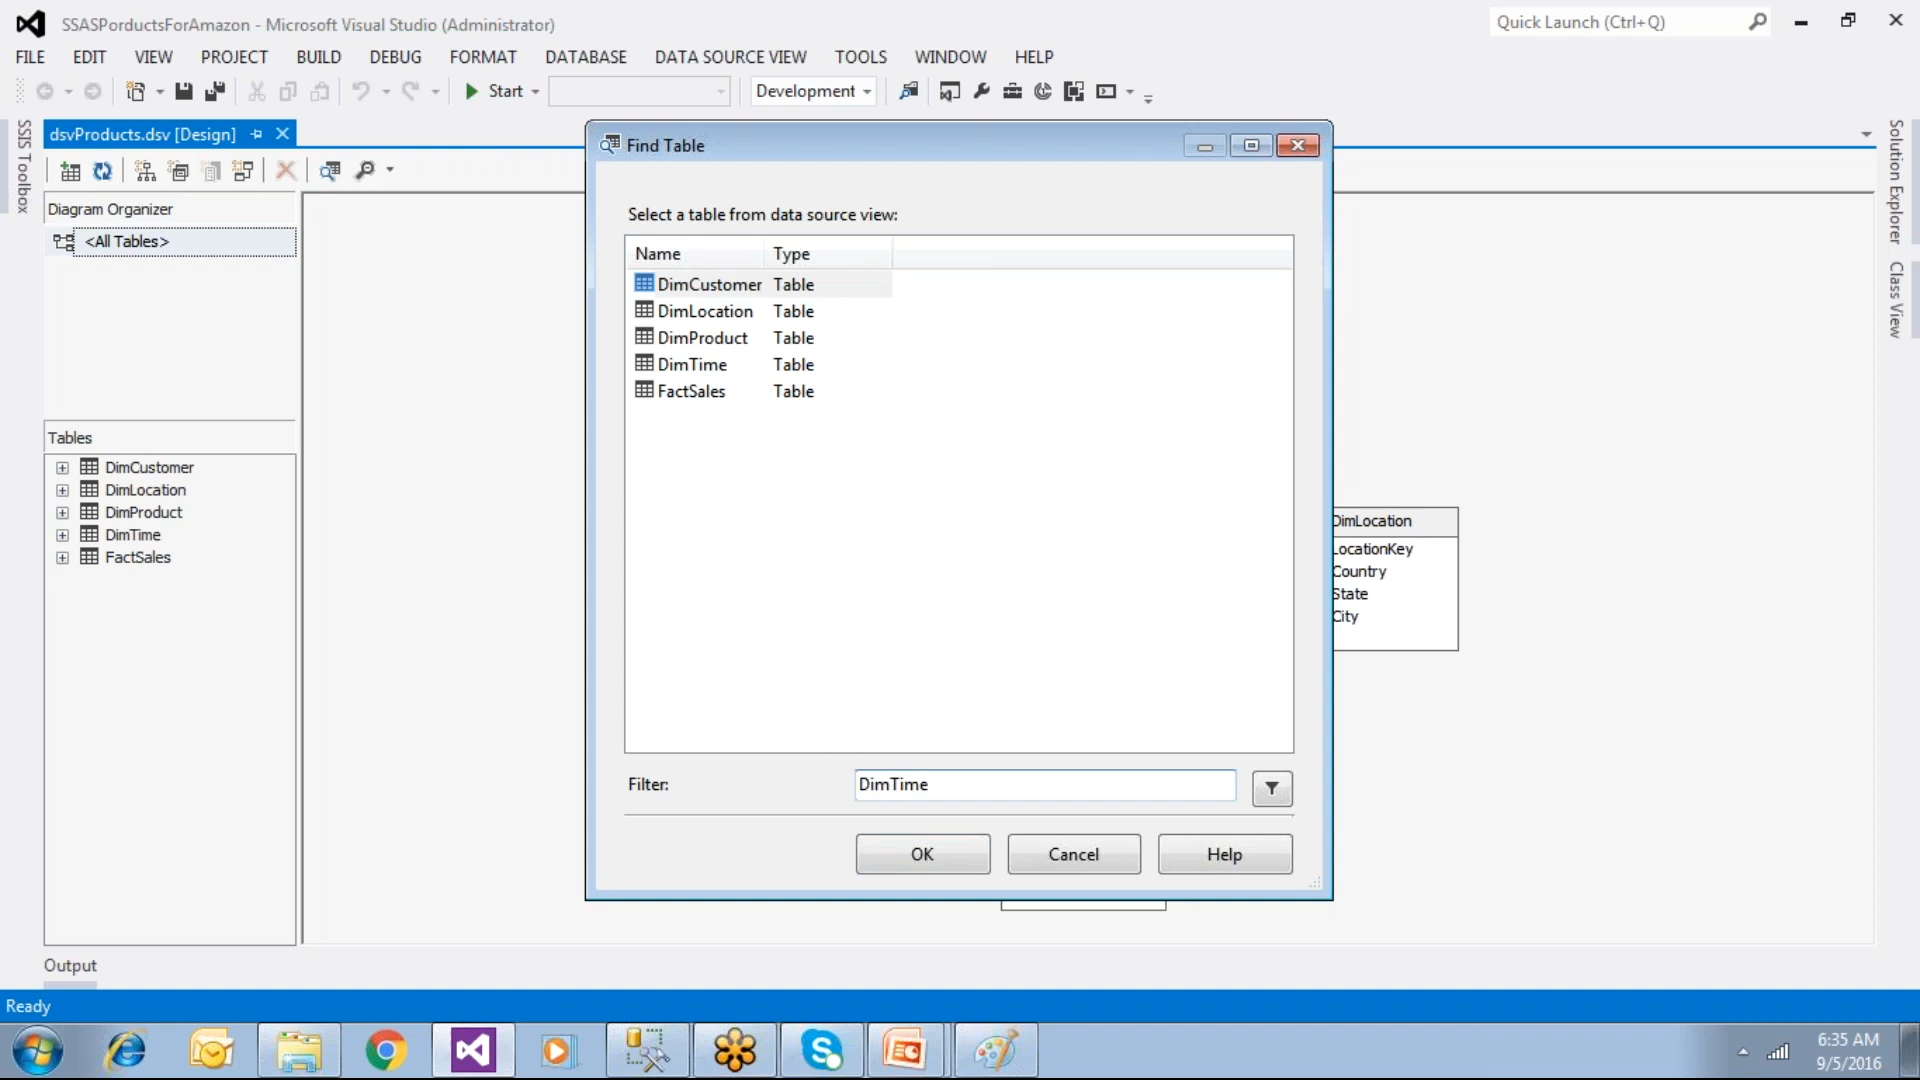 SSASPorductsForAmazon - Microsoft Visual Studio (Administrator)
Quick Launch (Ctrl+Q)
FILE EDIT VIEW PROJECT BUILD DEBUG FORMAT DATABASE DATA SOURCE VIEW TOOLS WINDOW HELP
Start
Development
SSIS Toolbox
dsvProducts.dsv [Design]
Diagram Organizer
<All Tables>
Tables
DimCustomer
DimLocation
DimProduct
DimTime
FactSales
Find Table
Select a table from data source view:
Name Type
DimCustomer Table
DimLocation Table
DimProduct Table
DimTime Table
FactSales Table
Filter: DimTime
OK Cancel Help
DimLocation
LocationKey
Country
State
City
Solution Explorer
Class View
Output
Ready
6:35 AM
9/5/2016